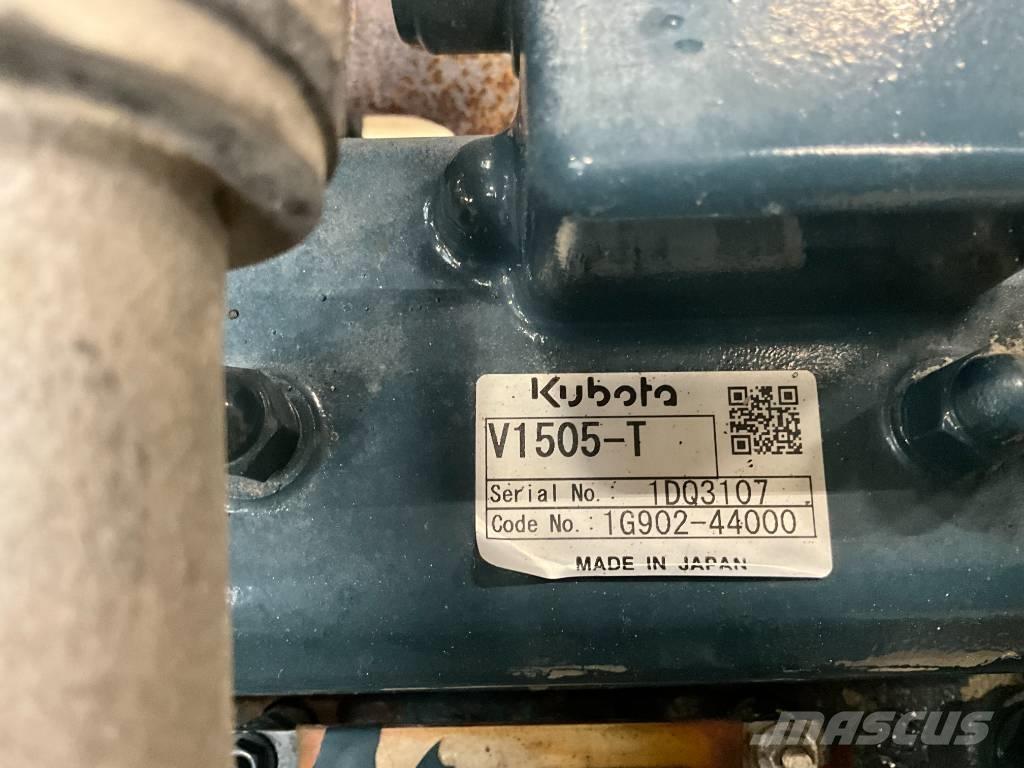 Kubota
V1505-T
Serial No.: 1DQ3107
Code No.: 1G902-44000
MADE IN JAPAN
MASCUS